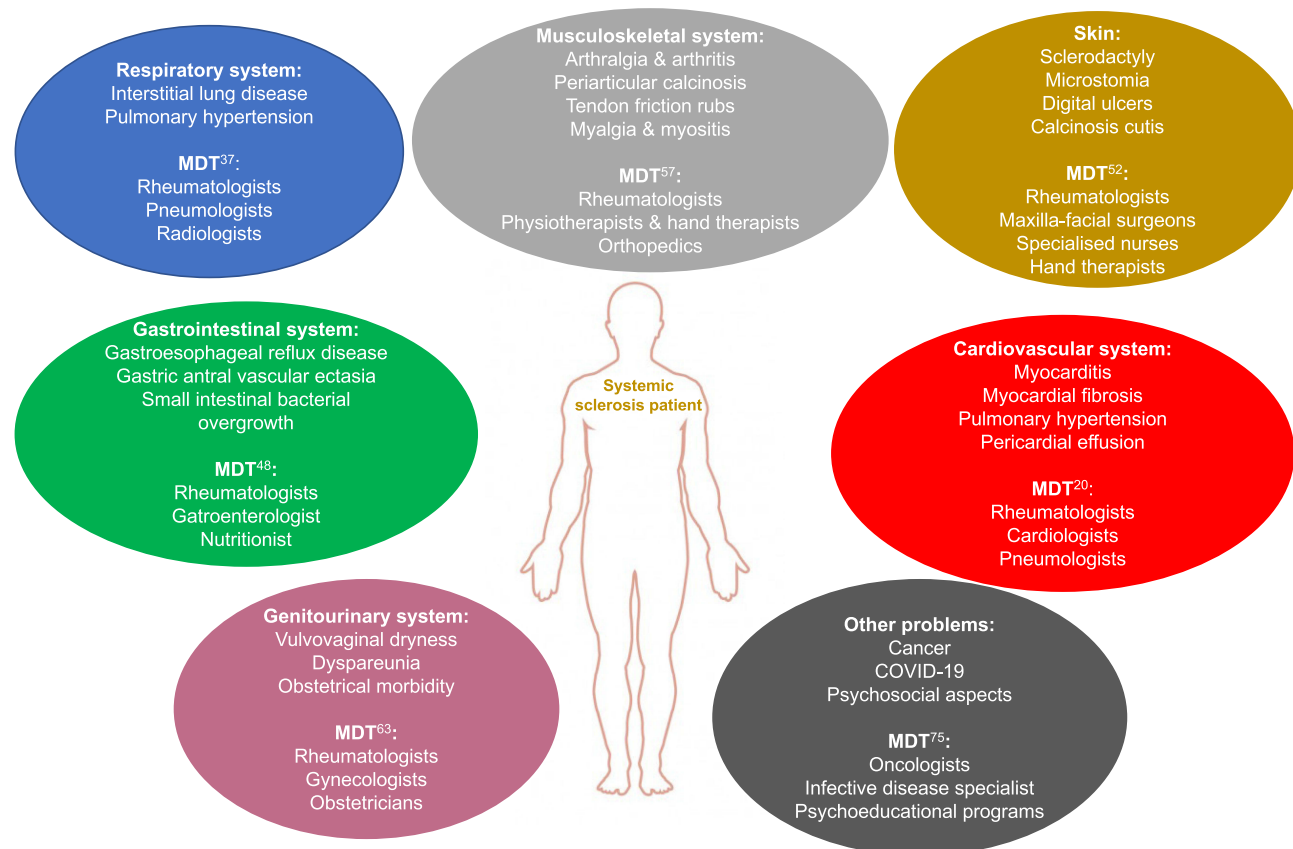 Respiratory system:
Interstitial lung disease
Pulmonary hypertension
MDT37:
Rheumatologists
Pneumologists
Radiologists
Musculoskeletal system:
Arthralgia & arthritis
Periarticular calcinosis
Tendon friction rubs
Myalgia & myositis
MDT57:
Rheumatologists
Physiotherapists & hand therapists
Orthopedics
Skin:
Sclerodactyly
Microstomia
Digital ulcers
Calcinosis cutis
MDT52:
Rheumatologists
Maxilla-facial surgeons
Specialised nurses
Hand therapists
Gastrointestinal system:
Gastroesophageal reflux disease
Gastric antral vascular ectasia
Small intestinal bacterial
overgrowth
MDT48:
Rheumatologists
Gatroenterologist
Nutritionist
Systemic
sclerosis patient
Cardiovascular system:
Myocarditis
Myocardial fibrosis
Pulmonary hypertension
Pericardial effusion
MDT20:
Rheumatologists
Cardiologists
Pneumologists
Genitourinary system:
Vulvovaginal dryness
Dyspareunia
Obstetrical morbidity
MDT63:
Rheumatologists
Gynecologists
Obstetricians
Other problems:
Cancer
COVID-19
Psychosocial aspects
MDT75:
Oncologists
Infective disease specialist
Psychoeducational programs